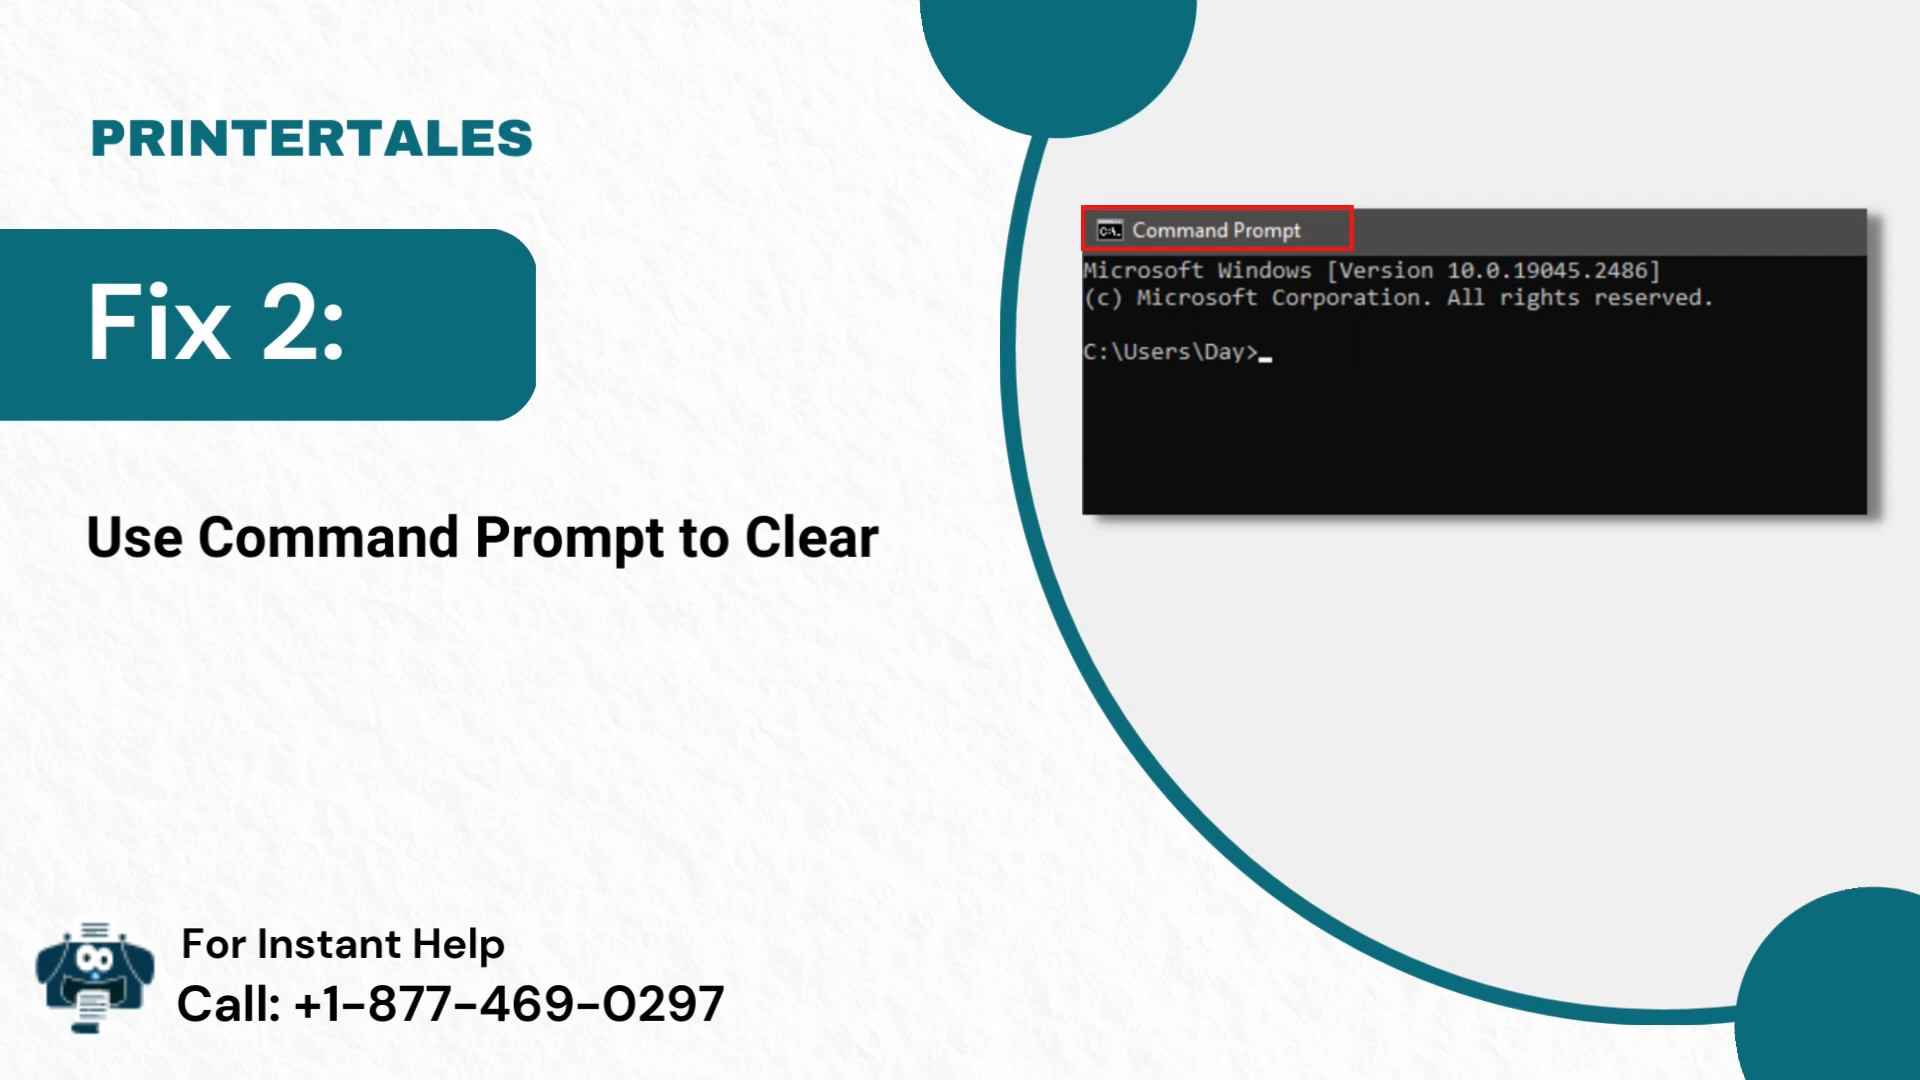 PRINTERTALES
Fix 2:
Use Command Prompt to Clear
C:\. Command Prompt
Microsoft Windows [Version 10.0.19045.2486]
(c) Microsoft Corporation. All rights reserved.
C:\Users\Day>_
For Instant Help
Call: +1-877-469-0297